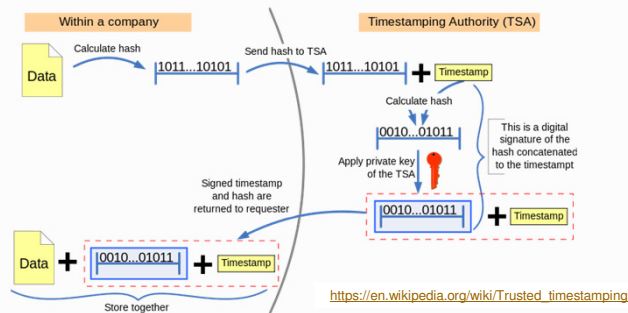 Within a company
Timestamping Authority (TSA)
Data
Calculate hash
1011...10101
Send hash to TSA
1011...10101
+
Timestamp
Calculate hash
0010...01011
This is a digital
signature of the
hash concatenated
to the timestampt
Apply private key
of the TSA
Signed timestamp
and hash are
returned to requester
0010...01011
+
Timestamp
Data
+
0010...01011
+
Timestamp
Store together
https://en.wikipedia.org/wiki/Trusted_timestamping